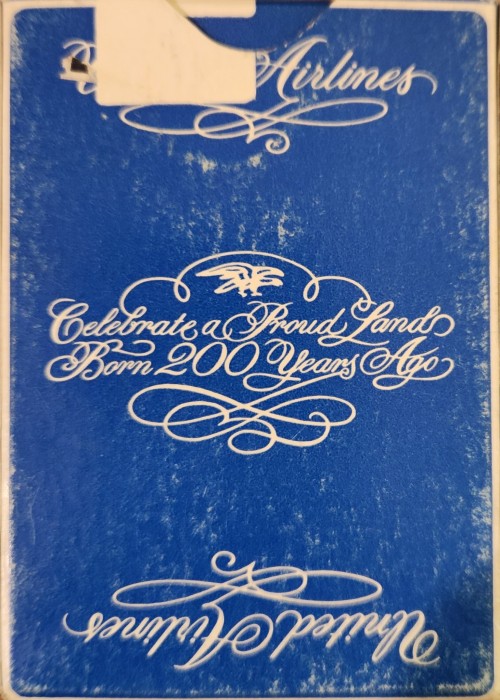 Airlines
Celebrate a Proud Land
Born 200 Years Ago
United Airlines